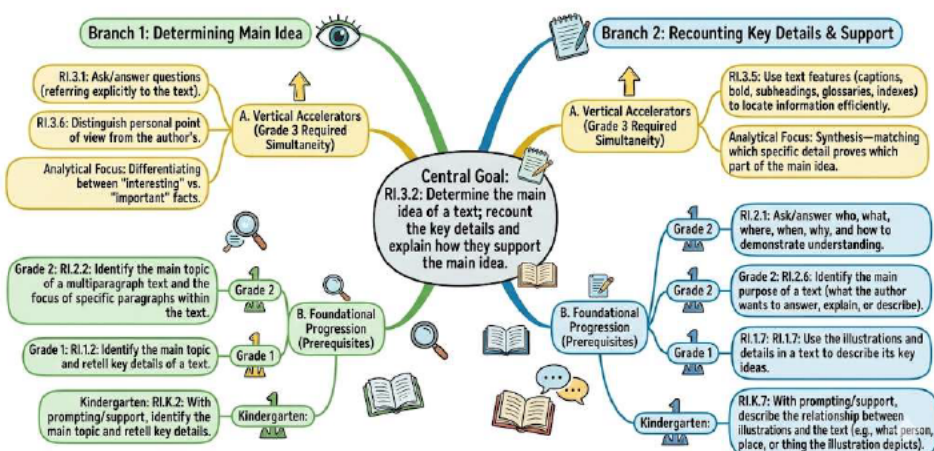 Branch 1: Determining Main Idea
RI.3.1: Ask/answer questions
(referring explicitly to the text).
RI.3.6: Distinguish personal point
of view from the author's.
Analytical Focus: Differentiating
between "interesting" vs.
"important" facts.
A. Vertical Accelerators
(Grade 3 Required
Simultaneity)
Branch 2: Recounting Key Details & Support
A. Vertical Accelerators
(Grade 3 Required
Simultaneity)
RI.3.5: Use text features (captions,
bold, subheadings, glossaries, indexes)
to locate information efficiently.
Analytical Focus: Synthesis—matching
which specific detail proves which
part of the main idea.
Central Goal:
RI.3.2: Determine the main
idea of a text; recount
the key details and
explain how they support
the main idea.
Grade 2: RI.2.2: Identify the main topic
of a multiparagraph text and the
focus of specific paragraphs within
the text.
1
Grade 2
Grade 1: RI.1.2: Identify the main topic
and retell key details of a text.
1
Grade 1
Kindergarten: RI.K.2: With
prompting/support, identify the
main topic and retell key details.
1
Kindergarten:
B. Foundational
Progression
(Prerequisites)
B. Foundational
Progression
(Prerequisites)
1
Grade 2
RI.2.1: Ask/answer who, what,
where, when, why, and how to
demonstrate understanding.
1
Grade 2
Grade 2: RI.2.6: Identify the main
purpose of a text (what the author
wants to answer, explain, or describe).
1
Grade 1
RI.1.7: RI.1.7: Use the illustrations and
details in a text to describe its key
ideas.
1
Kindergarten:
RI.K.7: With prompting/support,
describe the relationship between
illustrations and the text (e.g., what person,
place, or thing the illustration depicts).